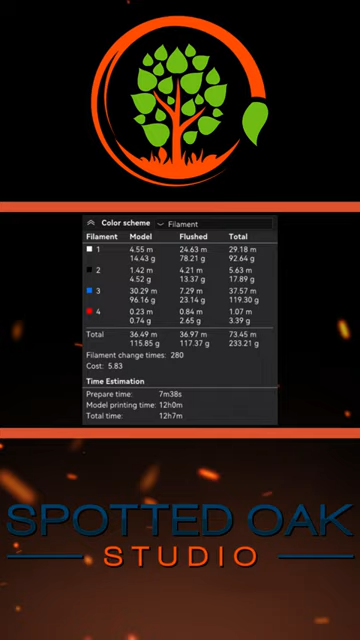 Color scheme Filament
Filament Model Flushed Total
1 4.55 m 24.63 m 29.18 m
14.43 g 78.21 g 92.64 g
2 1.42 m 4.21 m 5.63 m
4.52 g 13.37 g 17.89 g
3 30.29 m 7.29 m 37.57 m
96.16 g 23.14 g 119.30 g
4 0.23 m 0.84 m 1.07 m
0.74 g 2.65 g 3.39 g
Total 36.49 m 36.97 m 73.45 m
115.85 g 117.37 g 233.21 g
Filament change times: 280
Cost: 5.83
Time Estimation
Prepare time: 7m38s
Model printing time: 12h0m
Total time: 12h7m
SPOTTED OAK
STUDIO